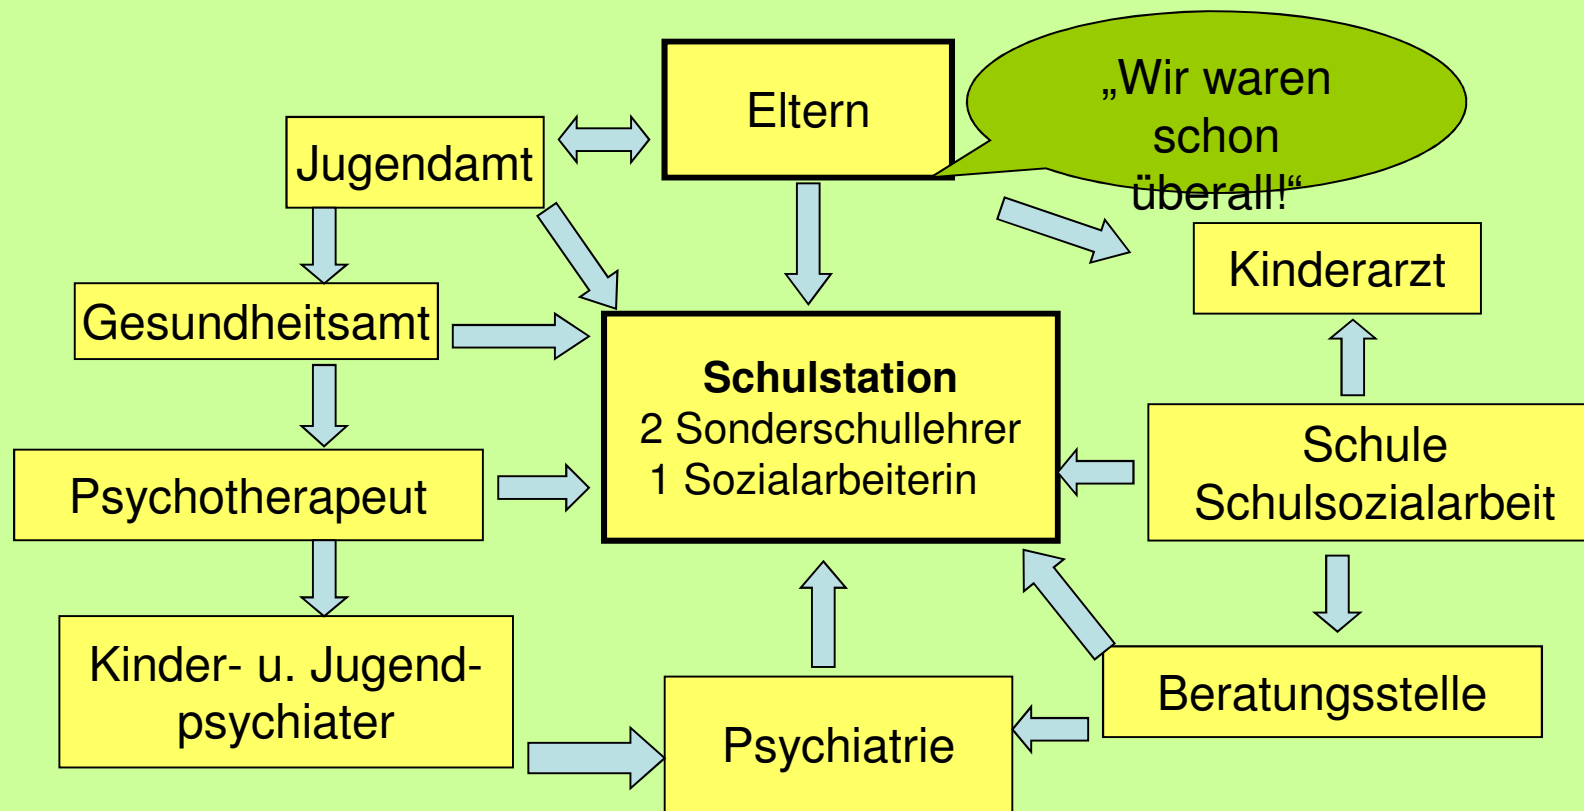 Eltern
„Wir waren
schon
überall!“
Jugendamt
Kinderarzt
Gesundheitsamt
Schulstation
2 Sonderschullehrer
1 Sozialarbeiterin
Schule
Schulsozialarbeit
Psychotherapeut
Kinder- u. Jugend-
psychiater
Psychiatrie
Beratungsstelle